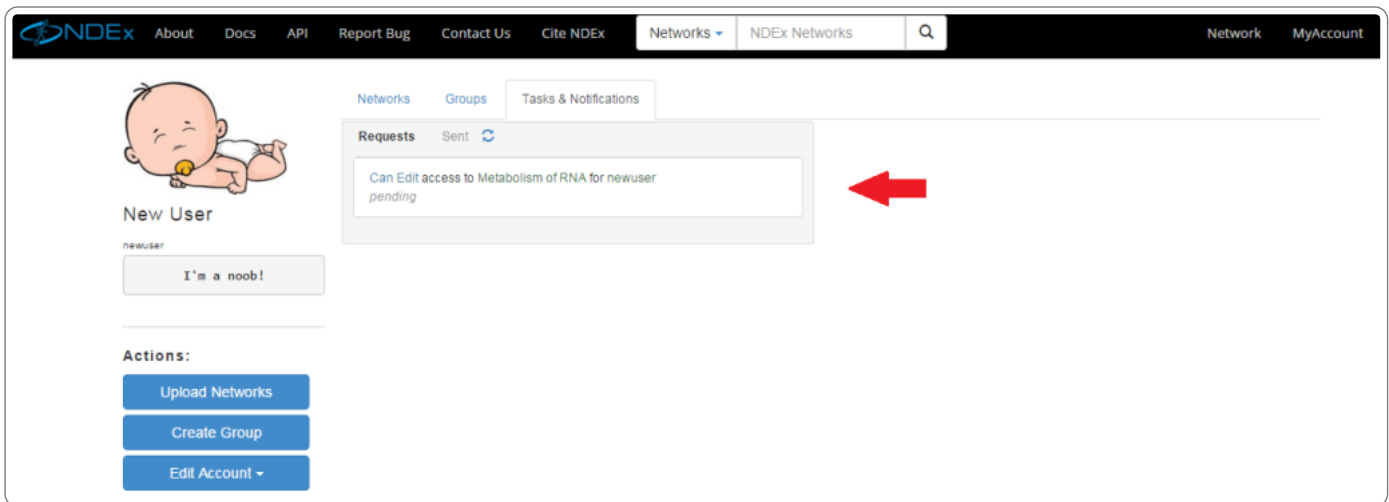 NDEx About Docs API Report Bug Contact Us Cite NDEx Networks NDEx Networks Network MyAccount
Networks Groups Tasks & Notifications
Requests Sent
Can Edit access to Metabolism of RNA for newuser
pending
New User
newuser
I'm a noob!
Actions:
Upload Networks
Create Group
Edit Account